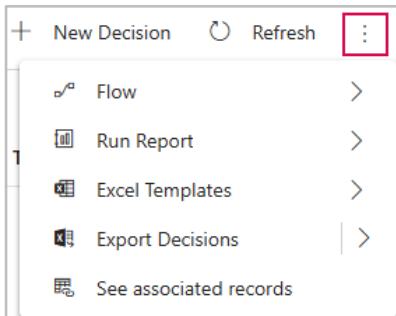 New Decision Refresh
Flow
Run Report
Excel Templates
Export Decisions
See associated records